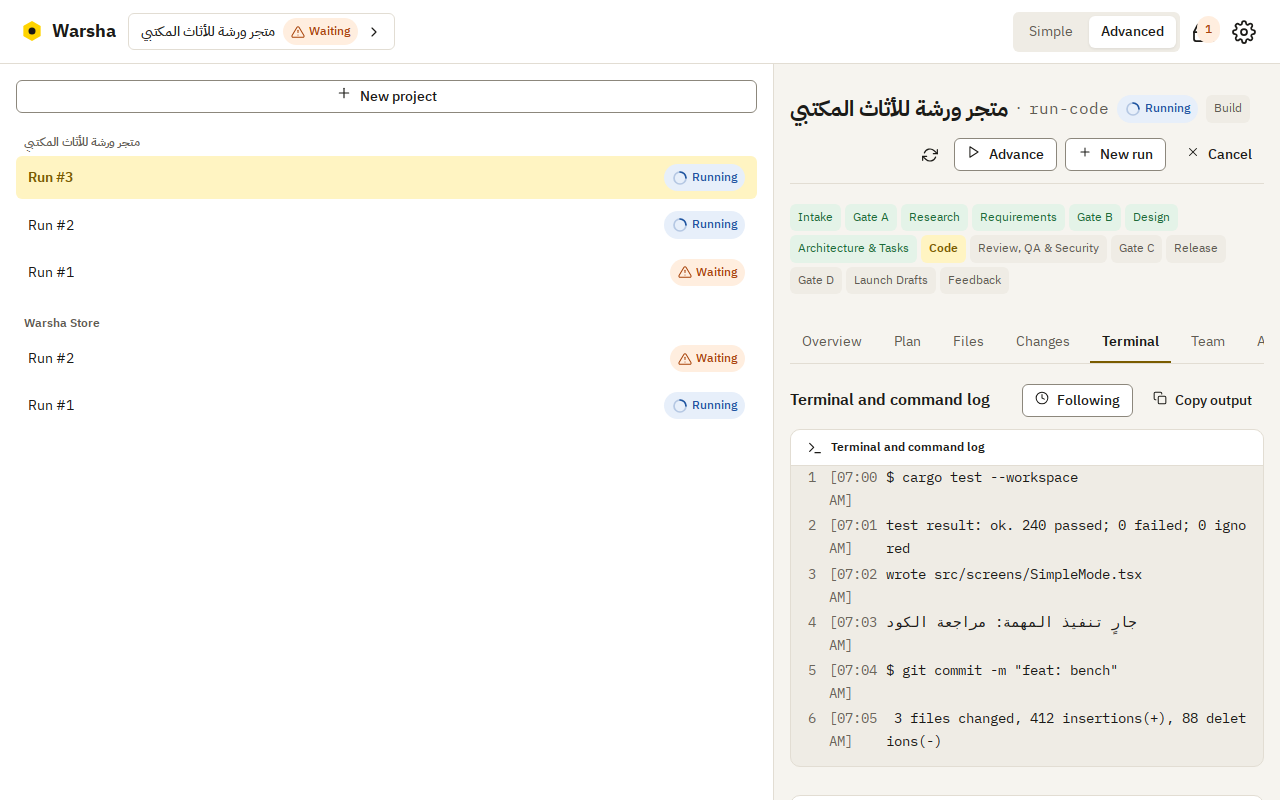 Warsha
متجر ورشة للأثاث المكتبي
Waiting
Simple
Advanced
1
New project
متجر ورشة للأثاث المكتبي
Run #3
Running
Run #2
Running
Run #1
Waiting
Warsha Store
Run #2
Waiting
Run #1
Running
متجر ورشة للأثاث المكتبي · run-code
Running
Build
Advance
New run
Cancel
Intake
Gate A
Research
Requirements
Gate B
Design
Architecture & Tasks
Code
Review, QA & Security
Gate C
Release
Gate D
Launch Drafts
Feedback
Overview
Plan
Files
Changes
Terminal
Team
Terminal and command log
Following
Copy output
Terminal and command log
1 [07:00 $ cargo test --workspace
AM]
2 [07:01 test result: ok. 240 passed; 0 failed; 0 igno
AM] red
3 [07:02 wrote src/screens/SimpleMode.tsx
AM]
4 [07:03 جارٍ تنفيذ المهمة: مراجعة الكود
AM]
5 [07:04 $ git commit -m "feat: bench"
AM]
6 [07:05 3 files changed, 412 insertions(+), 88 delet
AM] ions(-)